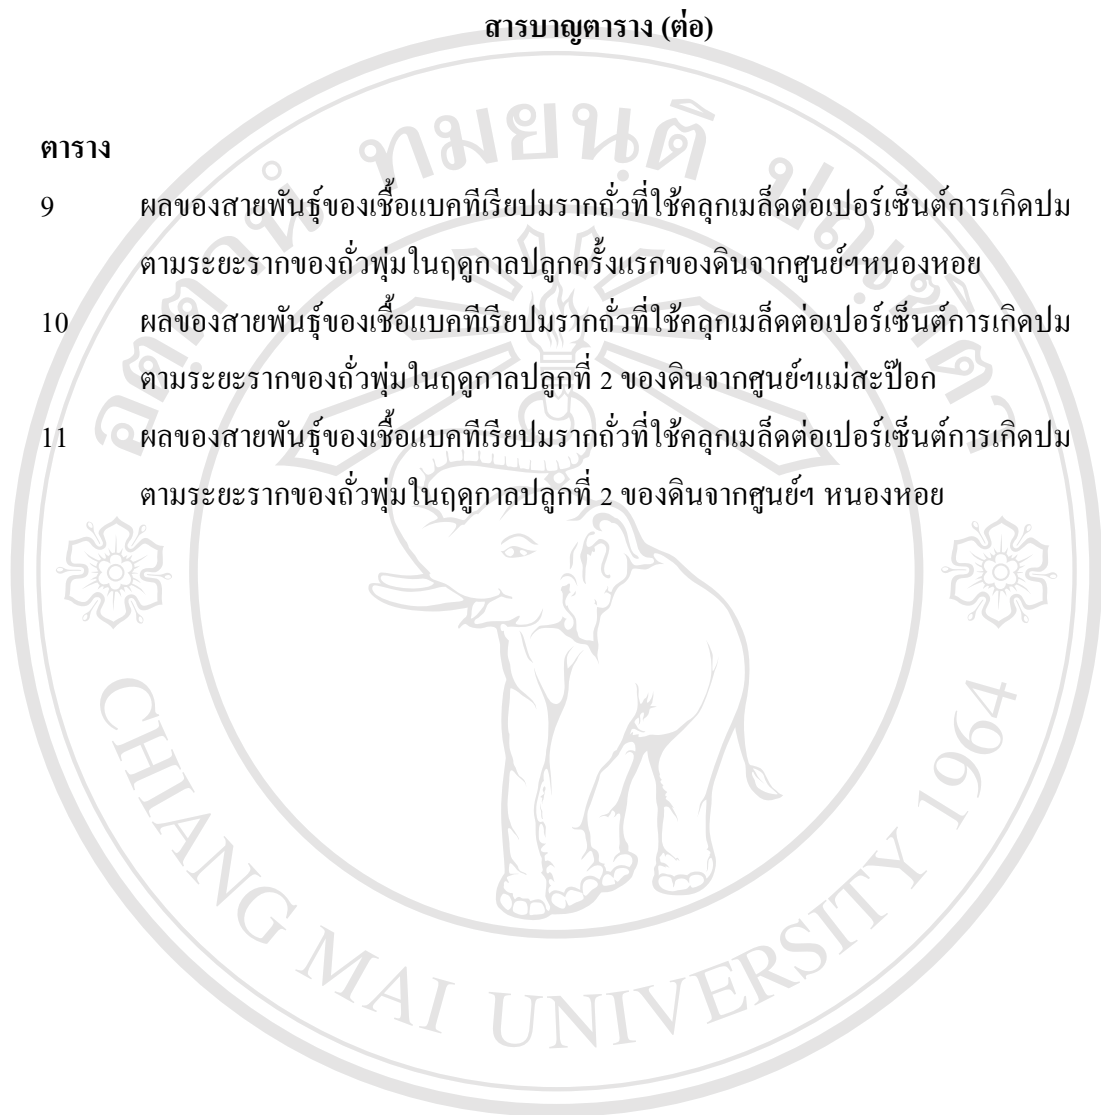 สารบาญตาราง (ต่อ)
ตาราง
9 ผลของสายพันธุ์ของเชื้อแบคทีเรียปมรากถั่วที่ใช้คลุกเมล็ดต่อเปอร์เซ็นต์การเกิดปม
ตามระยะรากของถั่วพุ่มในฤดูกาลปลูกครั้งแรกของดินจากศูนย์ฯหนองหอย
10 ผลของสายพันธุ์ของเชื้อแบคทีเรียปมรากถั่วที่ใช้คลุกเมล็ดต่อเปอร์เซ็นต์การเกิดปม
ตามระยะรากของถั่วพุ่มในฤดูกาลปลูกที่ 2 ของดินจากศูนย์ฯแม่สะป๊อก
11 ผลของสายพันธุ์ของเชื้อแบคทีเรียปมรากถั่วที่ใช้คลุกเมล็ดต่อเปอร์เซ็นต์การเกิดปม
ตามระยะรากของถั่วพุ่มในฤดูกาลปลูกที่ 2 ของดินจากศูนย์ฯ หนองหอย
อตฺตานํ ทมยนฺติ ปณฺฑิตา
CHIANG MAI UNIVERSITY 1964